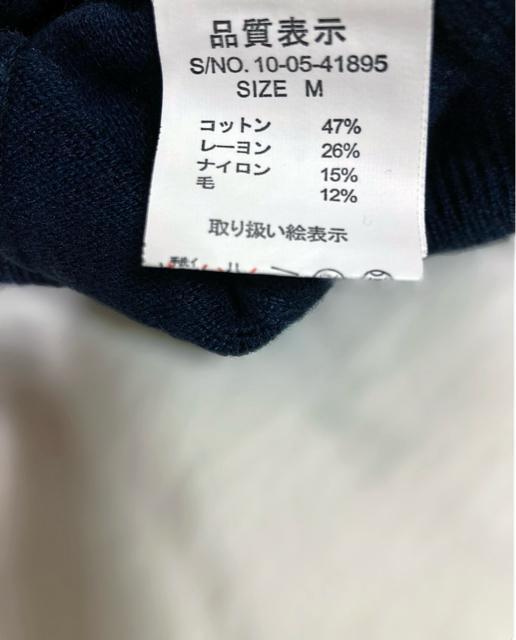 品質表示
S/NO. 10-05-41895
SIZE M
コットン 47%
レーヨン 26%
ナイロン 15%
毛 12%
取り扱い絵表示